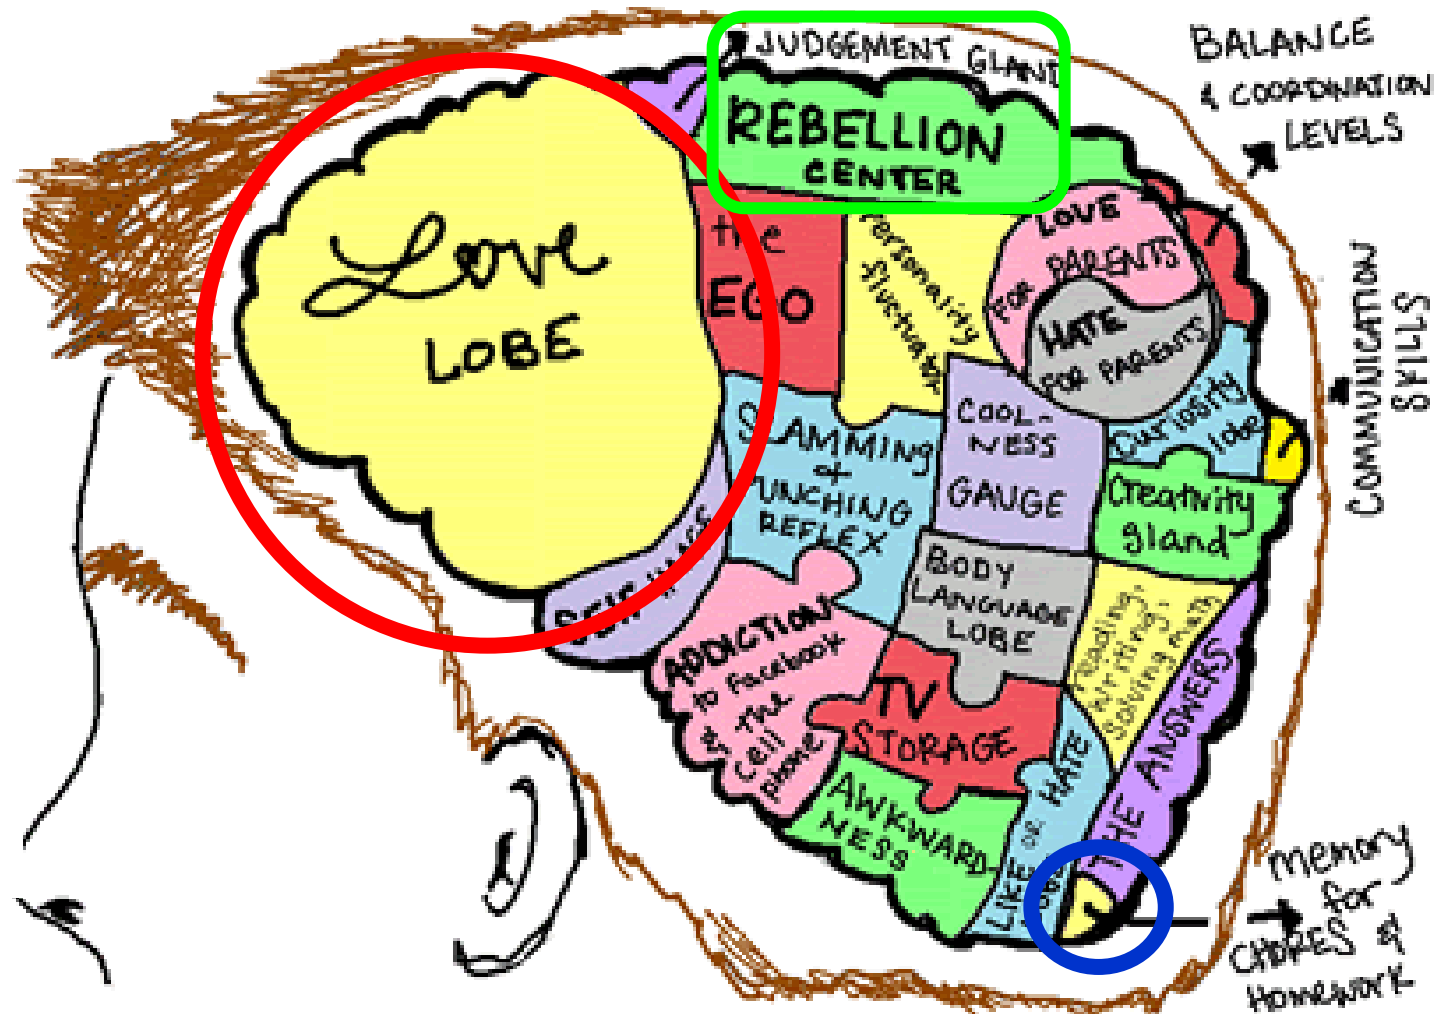 JUDGEMENT GLAND
BALANCE
& COORDINATION
LEVELS
REBELLION
CENTER
Love
LOBE
the
EGO
Personality
fluctuator
LOVE
FOR PARENTS
HATE
FOR PARENTS
COMMUNICATION
SKILLS
SLAMMING
&
PUNCHING
REFLEX
COOL-
NESS
GAUGE
Curiosity
lobe
Creativity
gland
SELF IMAGE
BODY
LANGUAGE
LOBE
Reading,
writing,
solving math
ADDICTION
to Facebook
& The
cell
phone
TV
STORAGE
THE ANSWERS
AWKWARD-
NESS
LIKE OR HATE
LOBE
memory
for
CHORES &
HOMEWORK